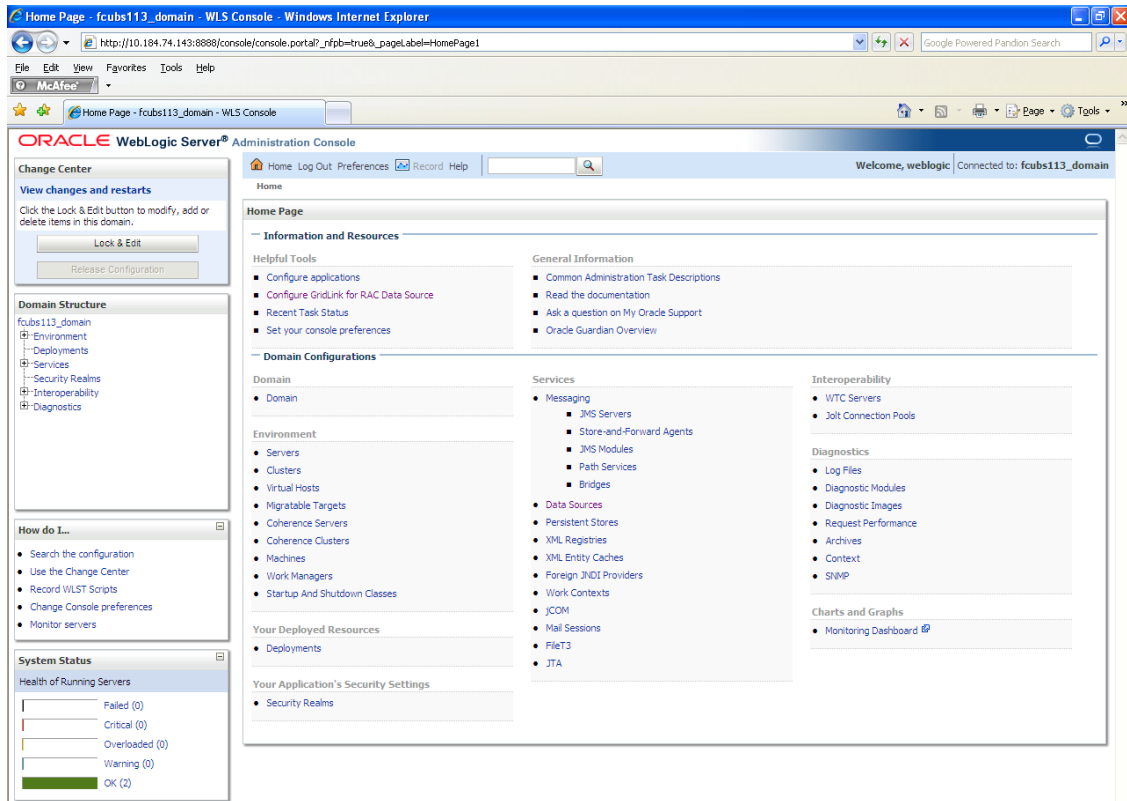 Home Page - fcubs113_domain - WLS Console - Windows Internet Explorer
http://10.184.74.143:8888/console/console.portal?_nfpb=true&_pageLabel=HomePage1
Google Powered Pandion Search
File Edit View Favorites Tools Help
McAfee
Home Page - fcubs113_domain - WLS Console
Page Tools
ORACLE WebLogic Server® Administration Console
Change Center
View changes and restarts
Click the Lock & Edit button to modify, add or
delete items in this domain.
Lock & Edit
Release Configuration
Domain Structure
fcubs113_domain
Environment
Deployments
Services
Security Realms
Interoperability
Diagnostics
How do I...
Search the configuration
Use the Change Center
Record WLST Scripts
Change Console preferences
Monitor servers
System Status
Health of Running Servers
Failed (0)
Critical (0)
Overloaded (0)
Warning (0)
OK (2)
Home Log Out Preferences Record Help
Welcome, weblogic Connected to: fcubs113_domain
Home
Home Page
Information and Resources
Helpful Tools
Configure applications
Configure GridLink for RAC Data Source
Recent Task Status
Set your console preferences
General Information
Common Administration Task Descriptions
Read the documentation
Ask a question on My Oracle Support
Oracle Guardian Overview
Domain Configurations
Domain
Domain
Environment
Servers
Clusters
Virtual Hosts
Migratable Targets
Coherence Servers
Coherence Clusters
Machines
Work Managers
Startup And Shutdown Classes
Your Deployed Resources
Deployments
Your Application's Security Settings
Security Realms
Services
Messaging
JMS Servers
Store-and-Forward Agents
JMS Modules
Path Services
Bridges
Data Sources
Persistent Stores
XML Registries
XML Entity Caches
Foreign JNDI Providers
Work Contexts
jCOM
Mail Sessions
FileT3
JTA
Interoperability
WTC Servers
Jolt Connection Pools
Diagnostics
Log Files
Diagnostic Modules
Diagnostic Images
Request Performance
Archives
Context
SNMP
Charts and Graphs
Monitoring Dashboard